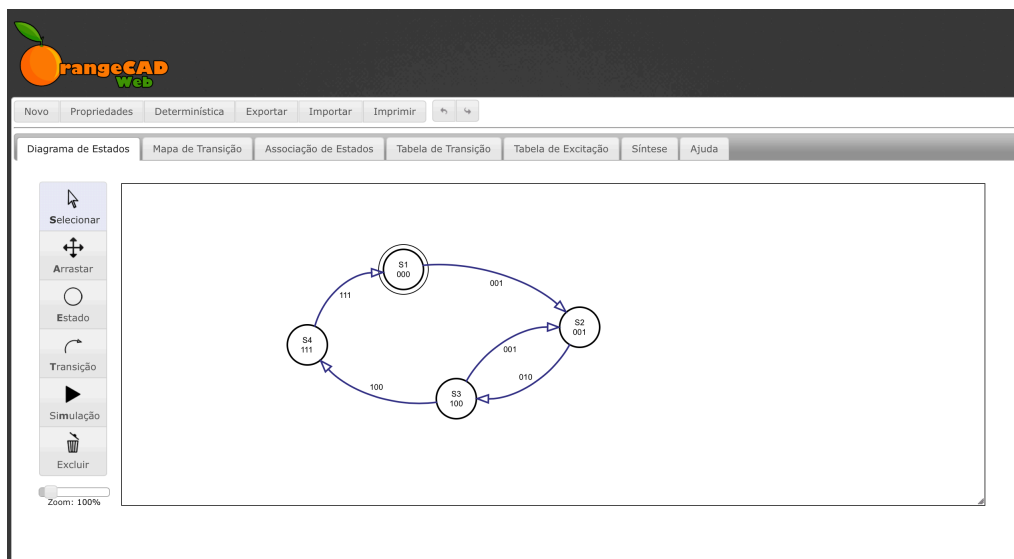 rangeCAD
Web
Novo Propriedades Determinística Exportar Importar Imprimir
Diagrama de Estados Mapa de Transição Associação de Estados Tabela de Transição Tabela de Excitação Síntese Ajuda
Selecionar
Arrastar
Estado
Transição
Simulação
Excluir
Zoom: 100%
S1
000
001
111
S2
001
S4
111
001
010
100
S3
100